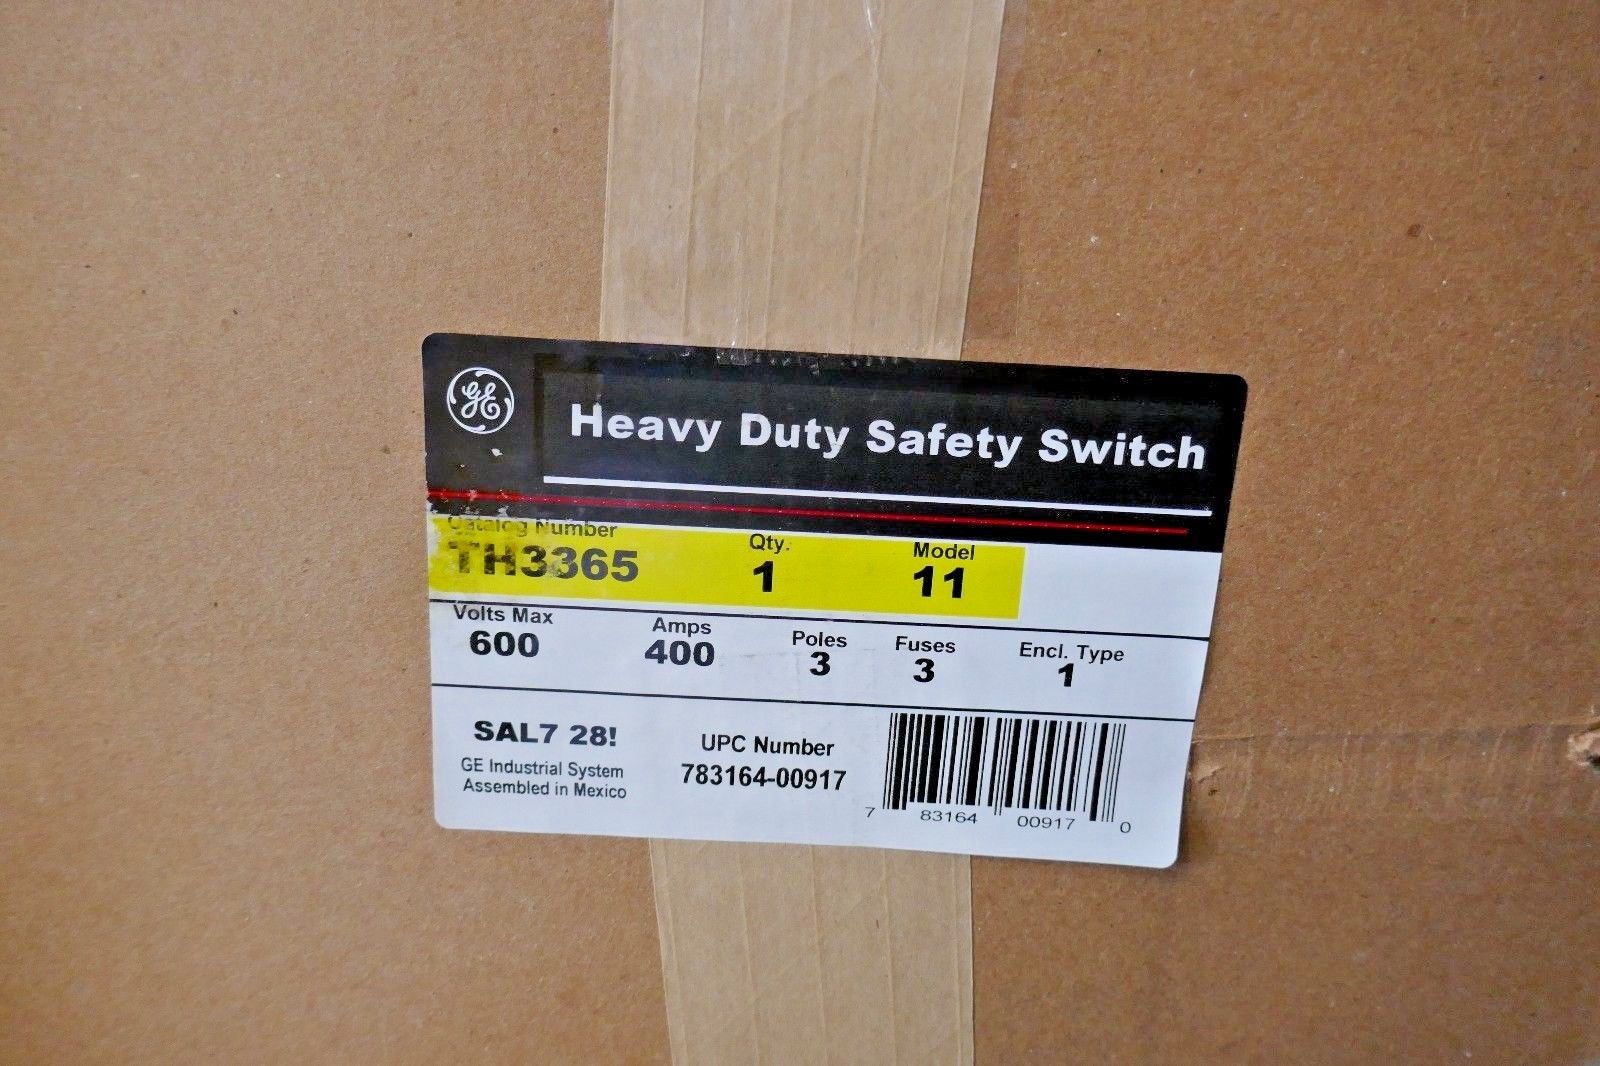 GE
Heavy Duty Safety Switch
Catalog Number Qty. Model
TH3365 1 11
Volts Max Amps Poles Fuses Encl. Type
600 400 3 3 1
SAL7 28!
GE Industrial System
Assembled in Mexico
UPC Number
783164-00917
7 83164 00917 0